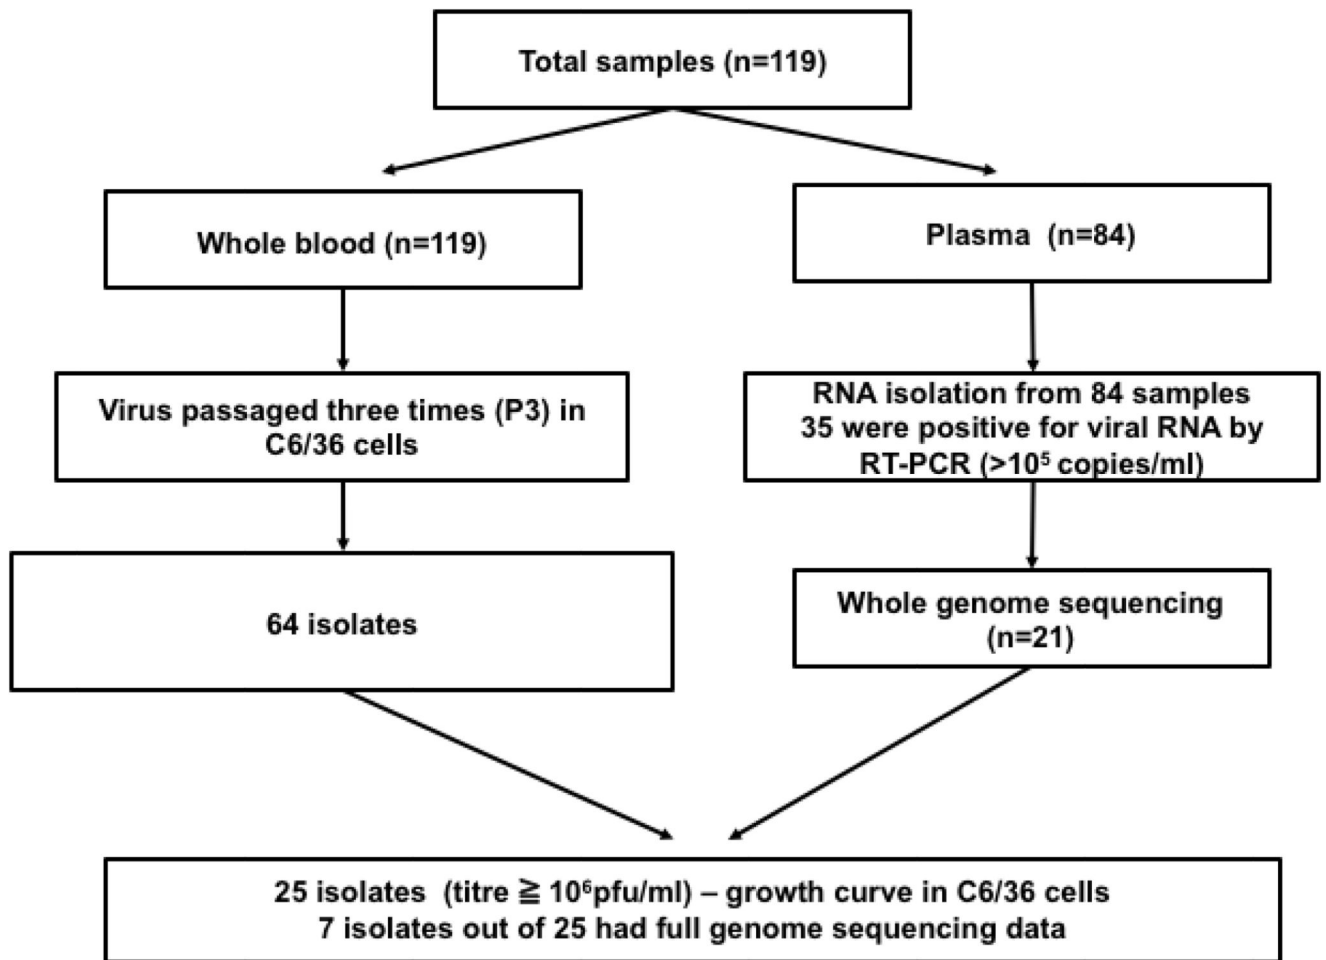 Total samples (n=119)
Whole blood (n=119)
Plasma (n=84)
Virus passaged three times (P3) in
C6/36 cells
RNA isolation from 84 samples
35 were positive for viral RNA by
RT-PCR (>10⁵ copies/ml)
64 isolates
Whole genome sequencing
(n=21)
25 isolates (titre ≧ 10⁶pfu/ml) – growth curve in C6/36 cells
7 isolates out of 25 had full genome sequencing data